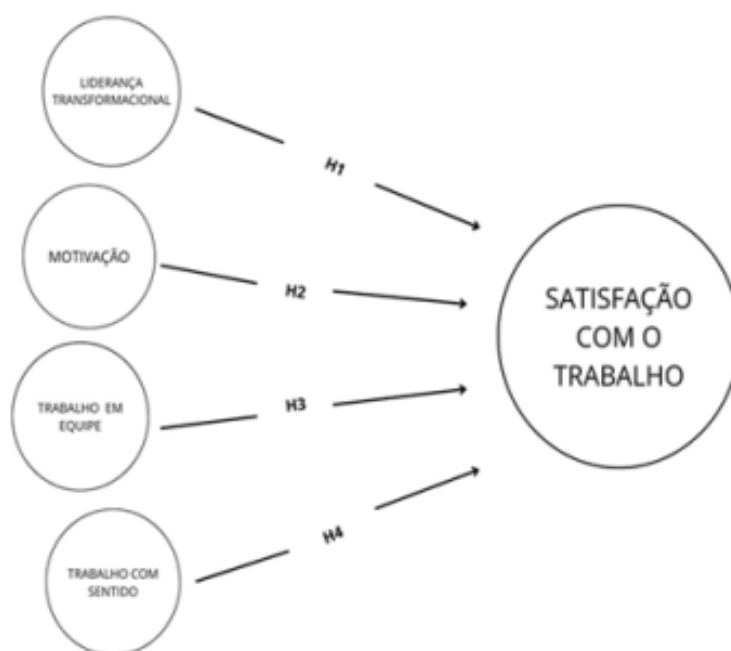 LIDERANÇA
TRANSFORMACIONAL
H1
MOTIVAÇÃO
H2
SATISFAÇÃO
COM O
TRABALHO
TRABALHO EM
EQUIPE
H3
H4
TRABALHO COM
SENTIDO